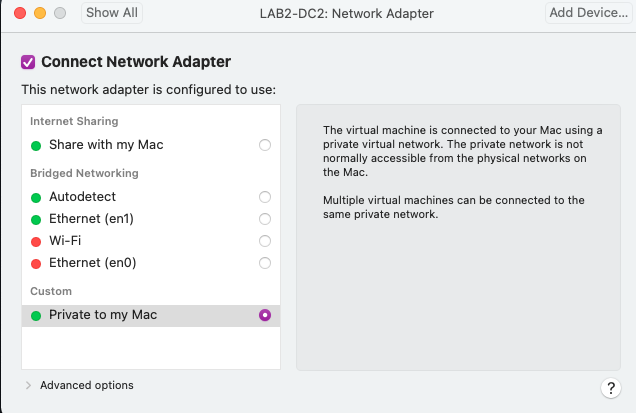 Show All
LAB2-DC2: Network Adapter
Add Device...
Connect Network Adapter
This network adapter is configured to use:
Internet Sharing
Share with my Mac
Bridged Networking
Autodetect
Ethernet (en1)
Wi-Fi
Ethernet (en0)
Custom
Private to my Mac
The virtual machine is connected to your Mac using a
private virtual network. The private network is not
normally accessible from the physical networks on
the Mac.
Multiple virtual machines can be connected to the
same private network.
Advanced options
?